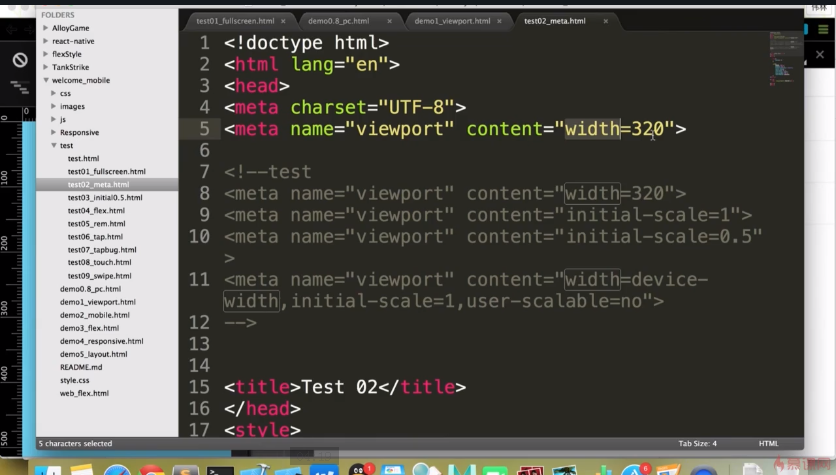 FOLDERS
AlloyGame
react-native
flexStyle
TankStrike
welcome_mobile
css
images
js
Responsive
test
test.html
test01_fullscreen.html
test02_meta.html
test03_initial0.5.html
test04_flex.html
test05_rem.html
test06_tap.html
test07_tapbug.html
test08_touch.html
test09_swipe.html
demo0.8_pc.html
demo1_viewport.html
demo2_mobile.html
demo3_flex.html
demo4_responsive.html
demo5_layout.html
README.md
style.css
web_flex.html
test01_fullscreen.html × demo0.8_pc.html × demo1_viewport.html × test02_meta.html ×
1 <!doctype html>
2 <html lang="en">
3 <head>
4 <meta charset="UTF-8">
5 <meta name="viewport" content="width=320">
6
7 <!--test
8 <meta name="viewport" content="width=320">
9 <meta name="viewport" content="initial-scale=1">
10 <meta name="viewport" content="initial-scale=0.5"
>
11 <meta name="viewport" content="width=device-
width,initial-scale=1,user-scalable=no">
12 -->
13
14
15 <title>Test 02</title>
16 </head>
17 <style>
5 characters selected
Tab Size: 4
HTML
0
100
200
300
400
500